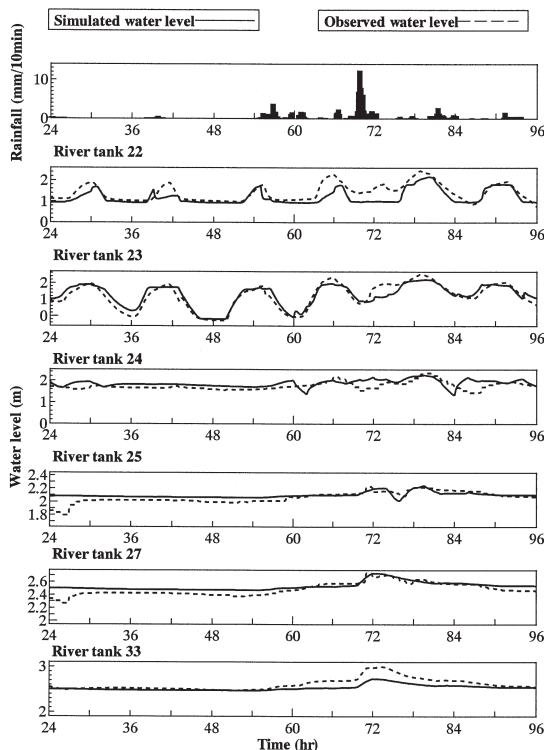 Simulated water level
Observed water level
Rainfall (mm/10min)
10
0
24 36 48 60 72 84 96
River tank 22
2
1
0
24 36 48 60 72 84 96
River tank 23
2
1
0
24 36 48 60 72 84 96
River tank 24
2
0
24 36 48 60 72 84 96
River tank 25
Water level (m)
2.4
2.2
2
1.8
24 36 48 60 72 84 96
River tank 27
2.6
2.4
2.2
2
24 36 48 60 72 84 96
River tank 33
3
2
24 36 48 60 72 84 96
Time (hr)